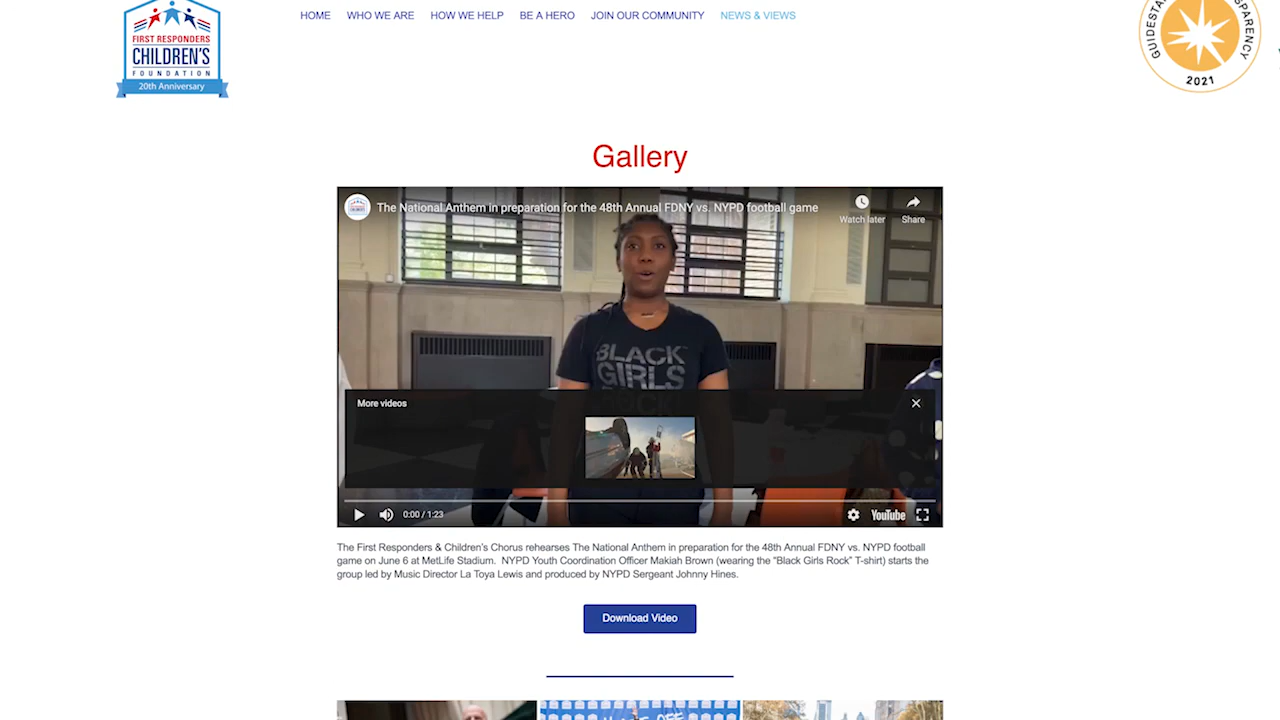 HOME WHO WE ARE HOW WE HELP BE A HERO JOIN OUR COMMUNITY NEWS & VIEWS
FIRST RESPONDERS
CHILDREN'S
FOUNDATION
20th Anniversary
2021
Gallery
The National Anthem in preparation for the 48th Annual FDNY vs. NYPD football game
Watch later
Share
BLACK
GIRLS
ROCK
More videos
0:00 / 1:23
YouTube
The First Responders & Children's Chorus rehearses The National Anthem in preparation for the 48th Annual FDNY vs. NYPD football
game on June 6 at MetLife Stadium. NYPD Youth Coordination Officer Makiah Brown (wearing the "Black Girls Rock" T-shirt) starts the
group led by Music Director La Toya Lewis and produced by NYPD Sergeant Johnny Hines.
Download Video